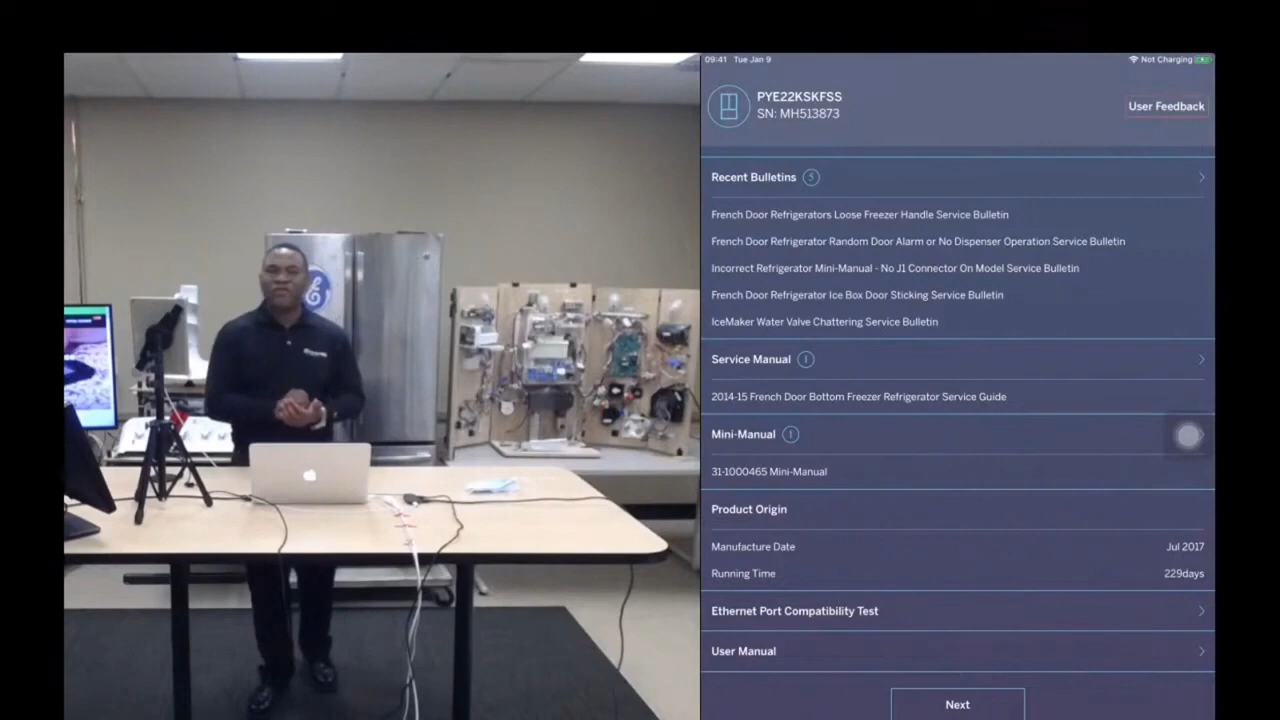 09:41 Tue Jan 9
Not Charging
PYE22KSKFSS
SN: MH513873
User Feedback
Recent Bulletins 5
French Door Refrigerators Loose Freezer Handle Service Bulletin
French Door Refrigerator Random Door Alarm or No Dispenser Operation Service Bulletin
Incorrect Refrigerator Mini-Manual - No J1 Connector On Model Service Bulletin
French Door Refrigerator Ice Box Door Sticking Service Bulletin
IceMaker Water Valve Chattering Service Bulletin
Service Manual 1
2014-15 French Door Bottom Freezer Refrigerator Service Guide
Mini-Manual 1
31-1000465 Mini-Manual
Product Origin
Manufacture Date Jul 2017
Running Time 229days
Ethernet Port Compatibility Test
User Manual
Next